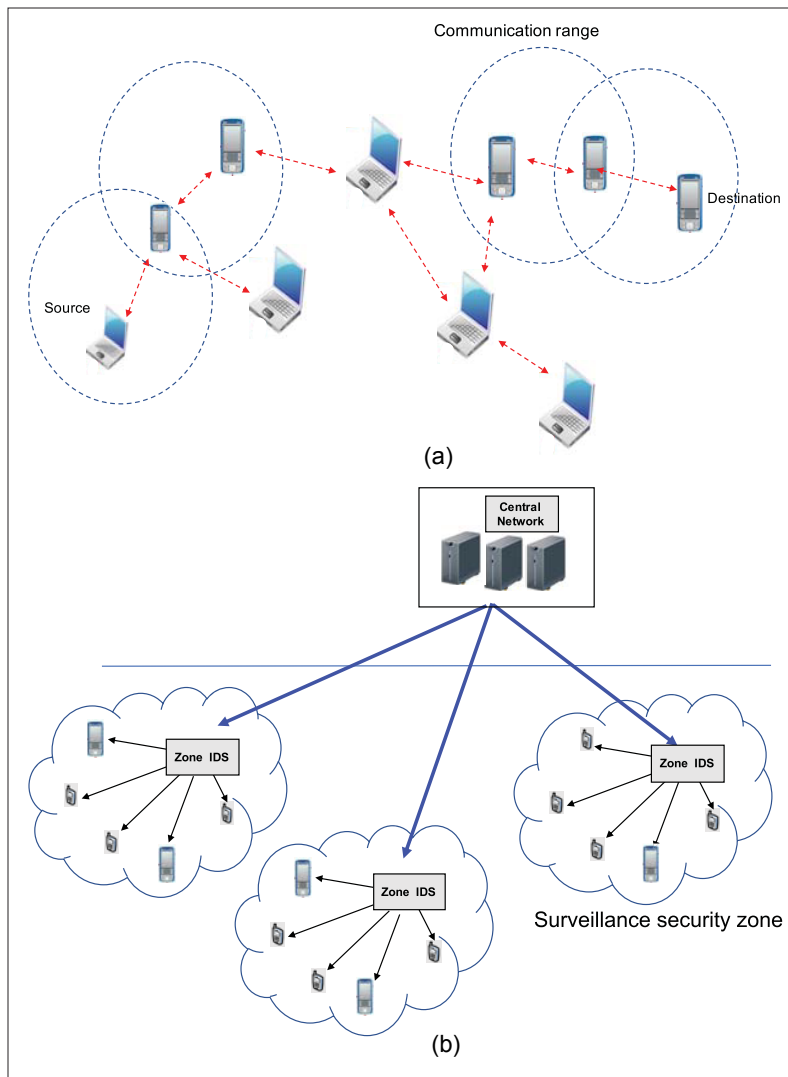 Communication range
Destination
Source
(a)
Central
Network
Zone IDS
Zone IDS
Zone IDS
Surveillance security zone
(b)